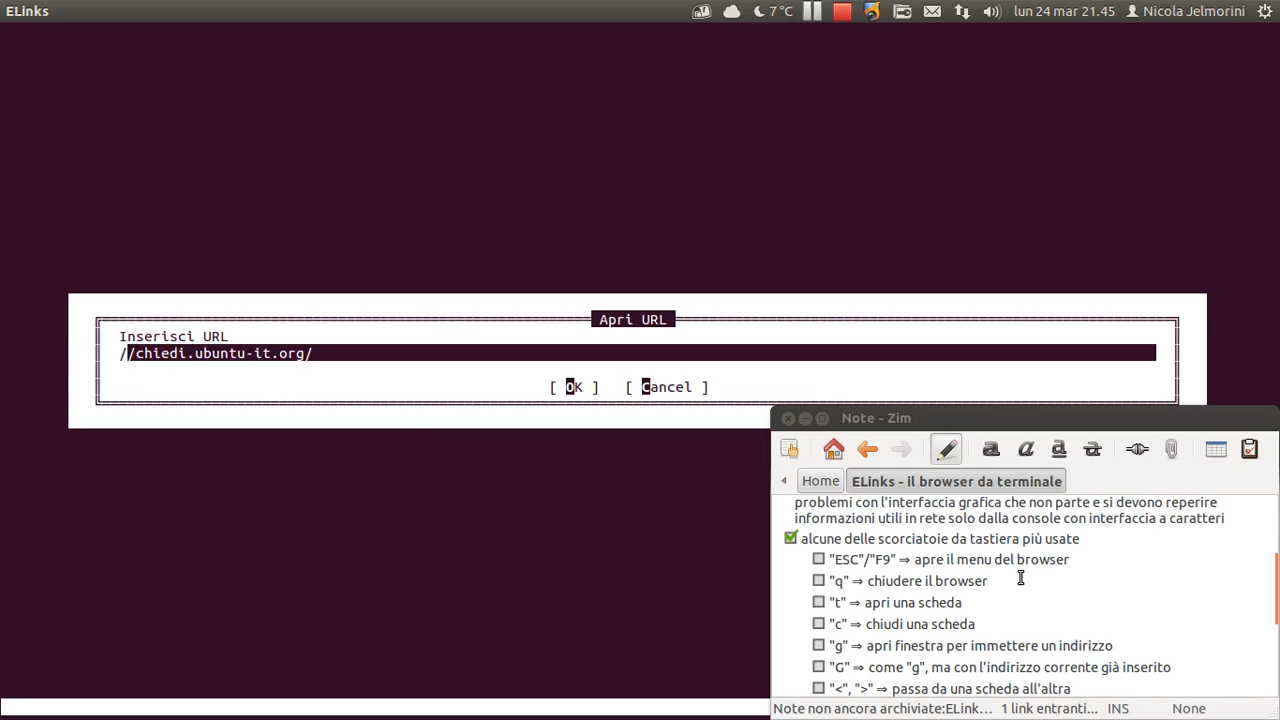 ELinks
7°C
lun 24 mar 21.45
Nicola Jelmorini
Apri URL
Inserisci URL
//chiedi.ubuntu-it.org/
[ OK ] [ Cancel ]
Note - Zim
a a a a
Home
ELinks - il browser da terminale
problemi con l'interfaccia grafica che non parte e si devono reperire
informazioni utili in rete solo dalla console con interfaccia a caratteri
alcune delle scorciatoie da tastiera più usate
"ESC"/"F9" ⇒ apre il menu del browser
"q" ⇒ chiudere il browser
"t" ⇒ apri una scheda
"c" ⇒ chiudi una scheda
"g" ⇒ apri finestra per immettere un indirizzo
"G" ⇒ come "g", ma con l'indirizzo corrente già inserito
"<", ">" ⇒ passa da una scheda all'altra
Note non ancora archiviate:ELink... 1 link entranti... INS None